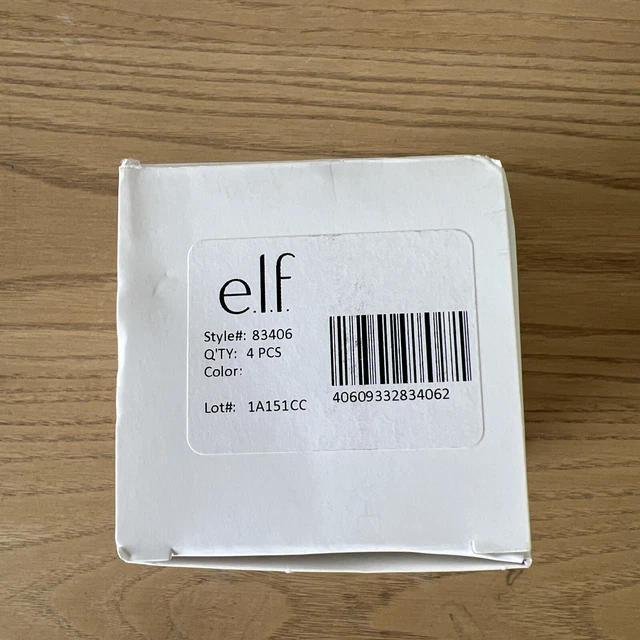 e.l.f.
Style#: 83406
Q'TY: 4 PCS
Color:
Lot#: 1A151CC
40609332834062